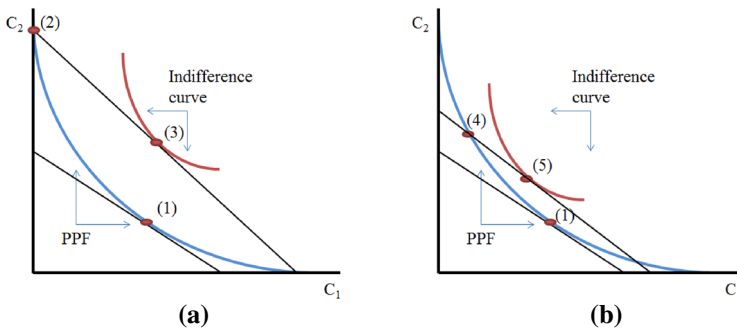 C2
(2)
Indifference
curve
(3)
(1)
PPF
C1
(a)
C2
Indifference
curve
(4)
(5)
(1)
PPF
C
(b)